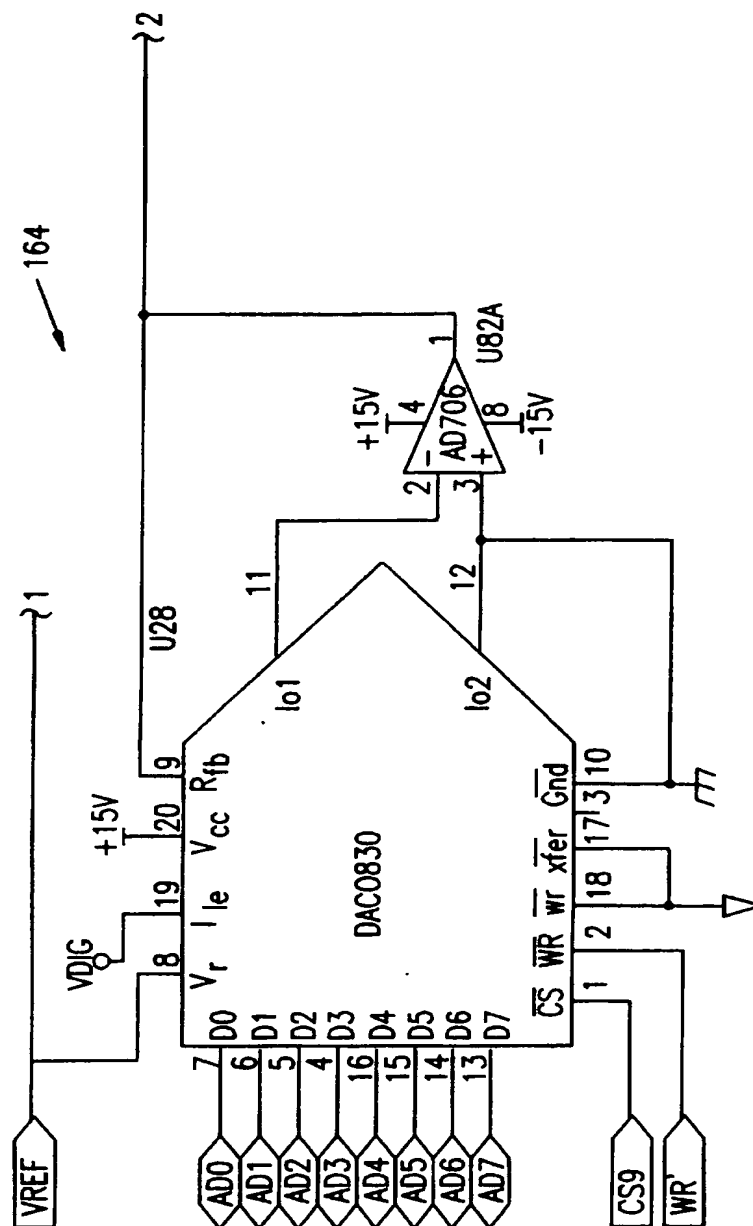 164
VREF
1
2
VDIG
+15V
U28
8
19
20
9
Vr
Ile
Vcc
Rfb
AD0 7 D0
AD1 6 D1
AD2 5 D2
AD3 4 D3
AD4 16 D4
AD5 15 D5
AD6 14 D6
AD7 13 D7
DAC0830
Io1
11
Io2
12
+15V
4
2 -
AD706
1
3 +
U82A
8
-15V
CS
WR
wr
xfer
Gnd
1
2
18
17
3
10
CS9
WR'